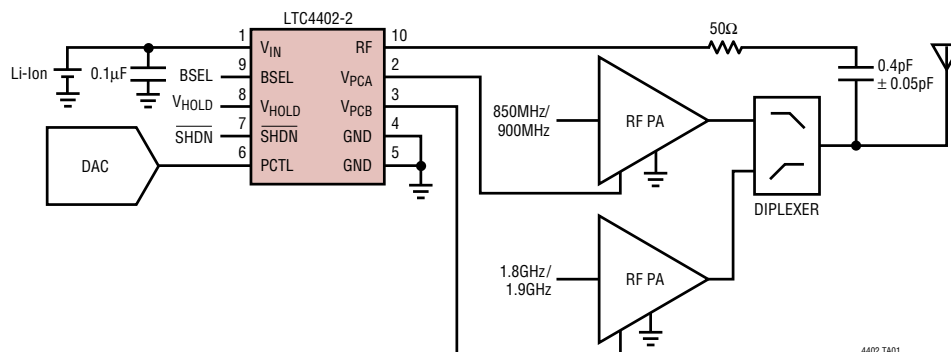 LTC4402-2
1 VIN RF 10
Li-Ion 0.1µF
BSEL 9 BSEL VPCA 2
VHOLD 8 VHOLD VPCB 3
SHDN 7 SHDN GND 4
DAC 6 PCTL GND 5
50Ω
0.4pF
± 0.05pF
850MHz/
900MHz
RF PA
DIPLEXER
1.8GHz/
1.9GHz
RF PA
4402 TA01